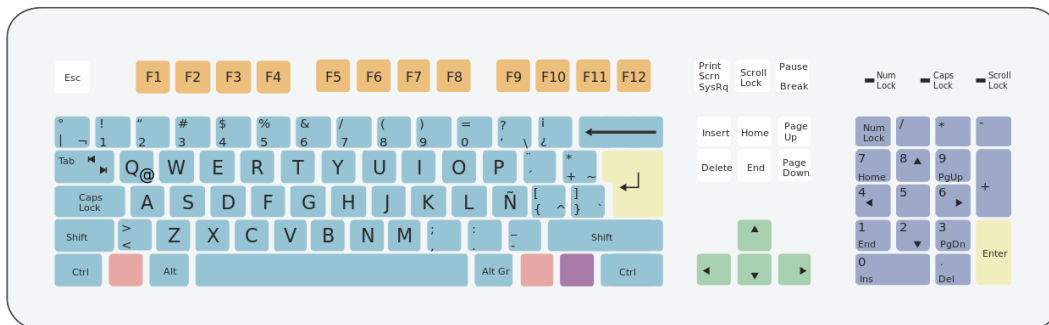 Esc F1 F2 F3 F4 F5 F6 F7 F8 F9 F10 F11 F12
Print Scrn SysRq
Scroll Lock
Pause Break
Num Lock
Caps Lock
Scroll Lock
° | ¬
! 1
" 2
# 3
$ 4
% 5
& 6
/ 7
( 8
) 9
= 0
? ' \
¡ ¿
Insert Home Page Up
Num Lock / * -
Tab Q @ W E R T Y U I O P
¨ ´
* + ~
Delete End Page Down
7 Home
8
9 PgUp
+
Caps Lock A S D F G H J K L Ñ
[ { ^
] } `
4
5
6
Shift > < Z X C V B N M
; ,
: .
_ -
Shift
1 End
2
3 PgDn
Enter
Ctrl Alt Alt Gr Ctrl
0 Ins
. Del